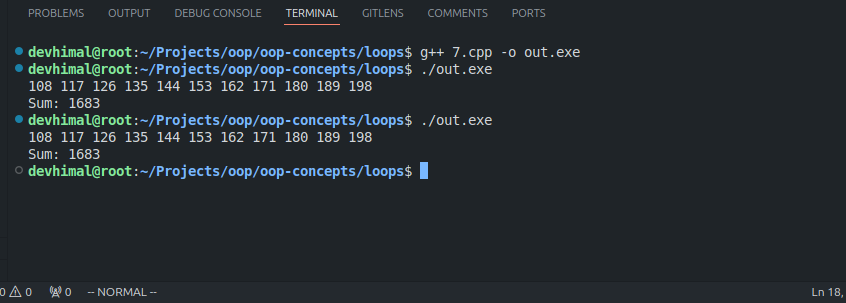 PROBLEMS OUTPUT DEBUG CONSOLE TERMINAL GITLENS COMMENTS PORTS
devhimal@root:~/Projects/oop/oop-concepts/loops$ g++ 7.cpp -o out.exe
devhimal@root:~/Projects/oop/oop-concepts/loops$ ./out.exe
108 117 126 135 144 153 162 171 180 189 198
Sum: 1683
devhimal@root:~/Projects/oop/oop-concepts/loops$ ./out.exe
108 117 126 135 144 153 162 171 180 189 198
Sum: 1683
devhimal@root:~/Projects/oop/oop-concepts/loops$
0 0 0 -- NORMAL -- Ln 18,